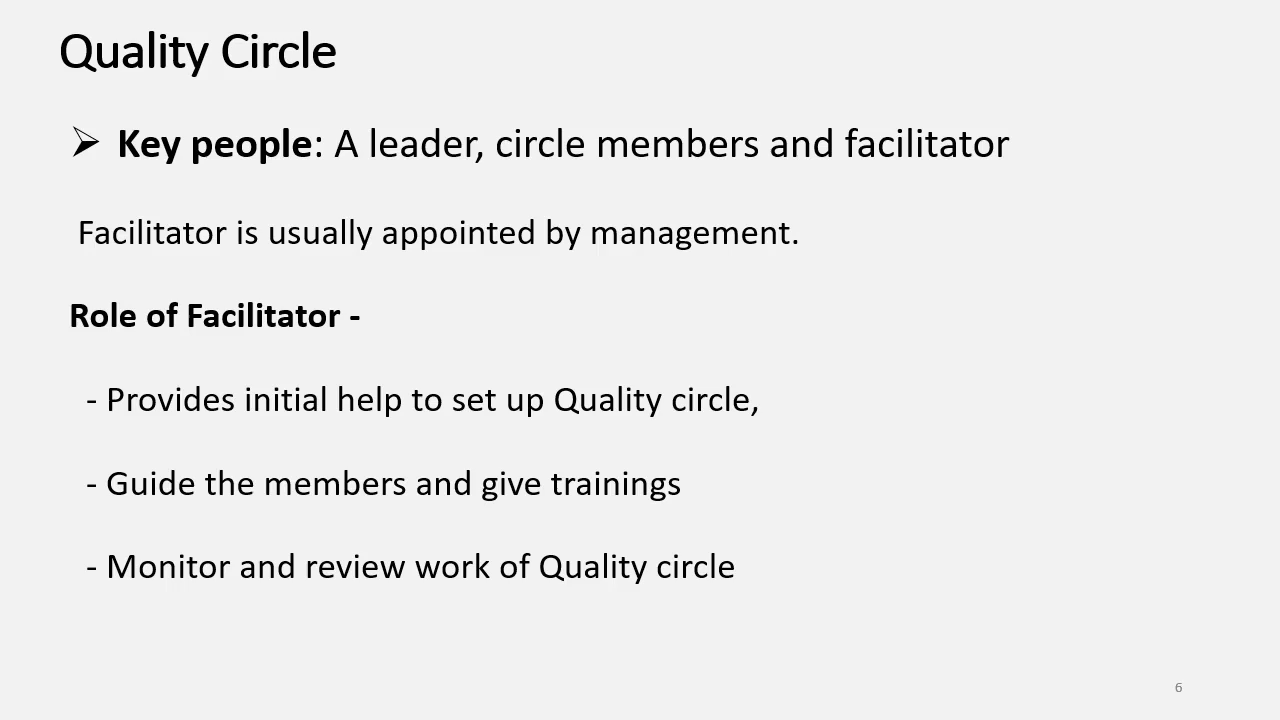 Quality Circle
➢ Key people: A leader, circle members and facilitator
Facilitator is usually appointed by management.
Role of Facilitator -
- Provides initial help to set up Quality circle,
- Guide the members and give trainings
- Monitor and review work of Quality circle
6